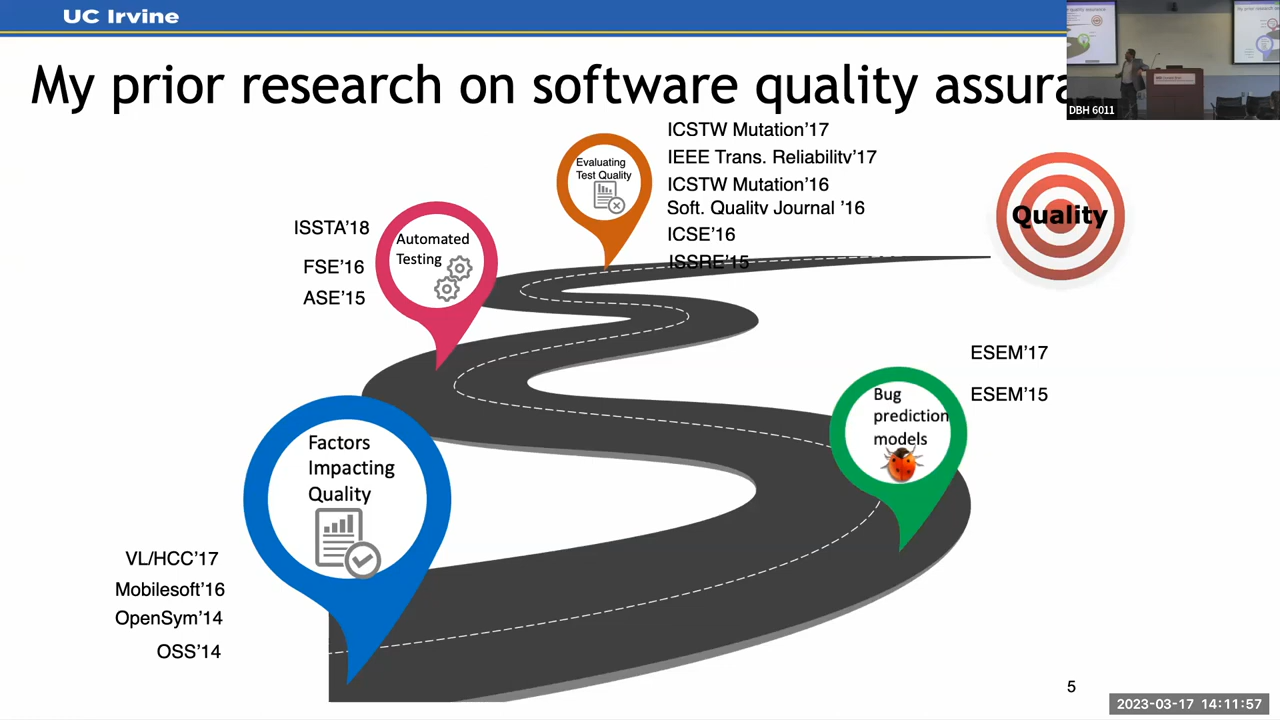 UC Irvine
My prior research on software quality assura
DBH 6011
ICSTW Mutation'17
IEEE Trans. Reliability'17
ICSTW Mutation'16
Soft. Quality Journal '16
ICSE'16
ISSRE'15
Evaluating
Test Quality
Quality
ISSTA'18
FSE'16
ASE'15
Automated
Testing
ESEM'17
ESEM'15
Bug
prediction
models
Factors
Impacting
Quality
VL/HCC'17
Mobilesoft'16
OpenSym'14
OSS'14
5
2023-03-17 14:11:57